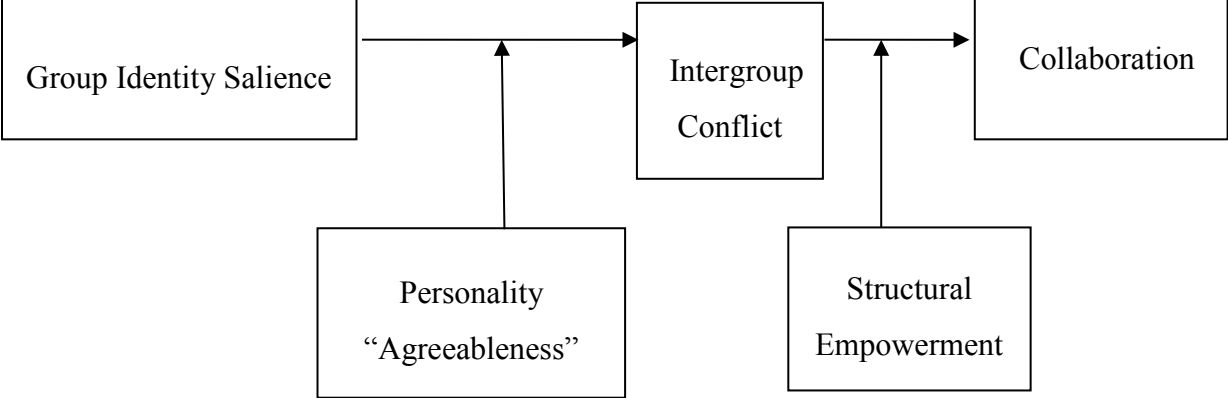 Group Identity Salience
Intergroup
Conflict
Collaboration
Personality
“Agreeableness”
Structural
Empowerment